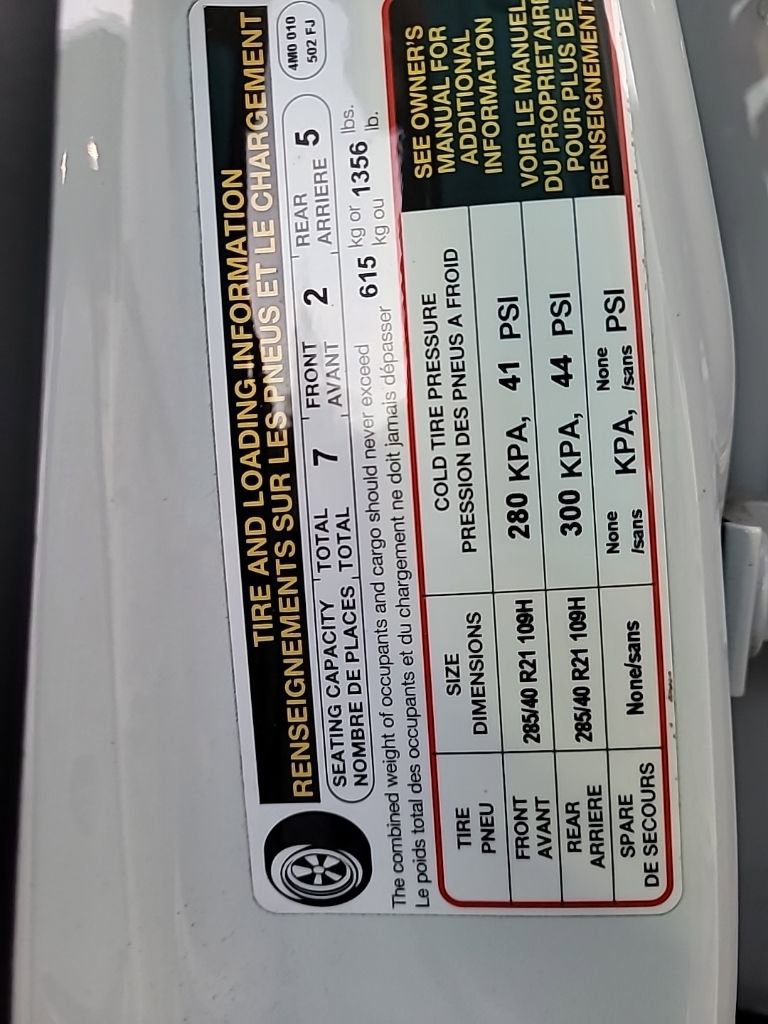 TIRE AND LOADING INFORMATION
RENSEIGNEMENTS SUR LES PNEUS ET LE CHARGEMENT
4M0 010
502 FJ
SEATING CAPACITY TOTAL 7 FRONT 2 REAR 5
NOMBRE DE PLACES TOTAL AVANT ARRIERE
The combined weight of occupants and cargo should never exceed 615 kg or 1356 lbs.
Le poids total des occupants et du chargement ne doit jamais dépasser kg ou lb.
TIRE SIZE COLD TIRE PRESSURE
PNEU DIMENSIONS PRESSION DES PNEUS A FROID
FRONT 285/40 R21 109H 280 KPA, 41 PSI
AVANT
REAR 285/40 R21 109H 300 KPA, 44 PSI
ARRIERE
SPARE None/sans None KPA, None PSI
DE SECOURS /sans /sans
SEE OWNER'S
MANUAL FOR
ADDITIONAL
INFORMATION
VOIR LE MANUEL
DU PROPRIETAIRE
POUR PLUS DE
RENSEIGNEMENTS